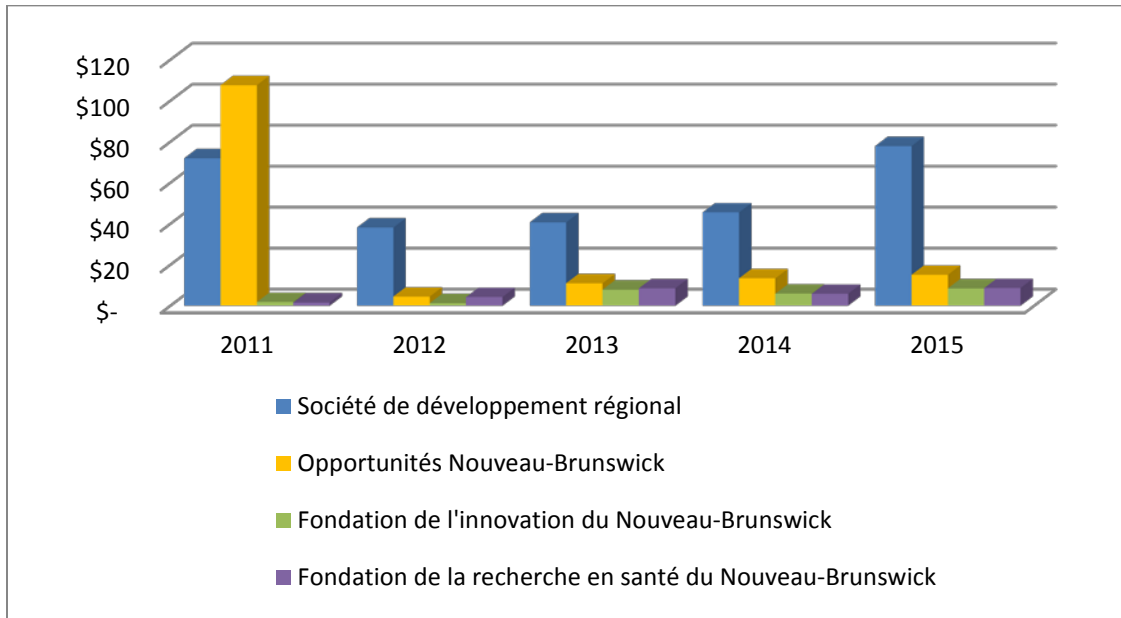 $120
$100
$80
$60
$40
$20
$-
2011 2012 2013 2014 2015
Société de développement régional
Opportunités Nouveau-Brunswick
Fondation de l'innovation du Nouveau-Brunswick
Fondation de la recherche en santé du Nouveau-Brunswick